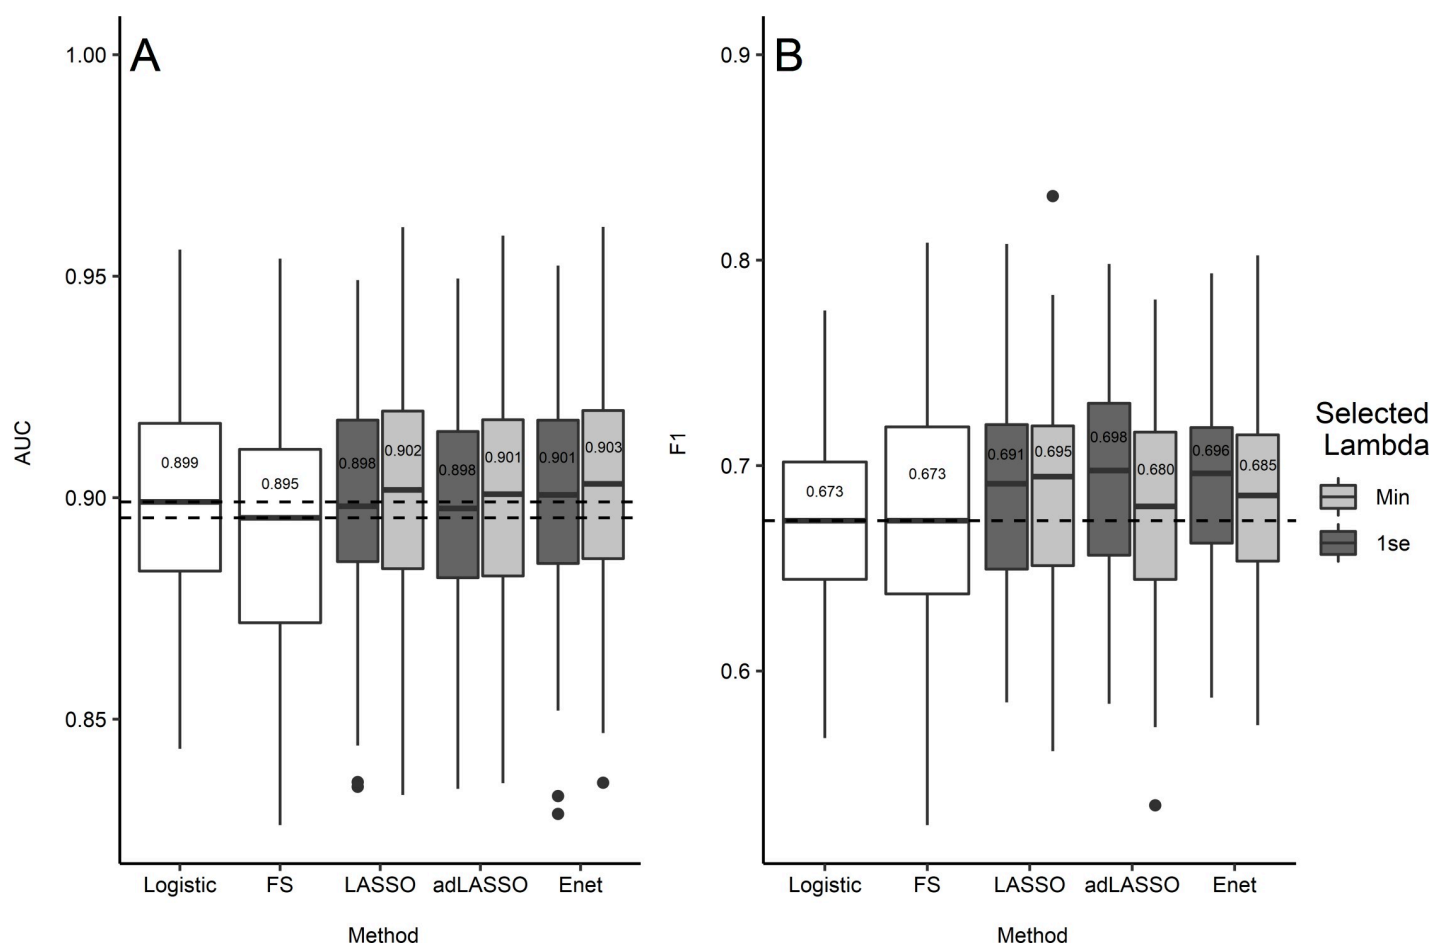 A
AUC
1.00
0.95
0.90
0.85
0.899
0.895
0.898
0.902
0.898
0.901
0.901
0.903
Logistic
FS
LASSO
adLASSO
Enet
Method
B
F1
0.9
0.8
0.7
0.6
0.673
0.673
0.691
0.695
0.698
0.680
0.696
0.685
Logistic
FS
LASSO
adLASSO
Enet
Method
Selected
Lambda
Min
1se